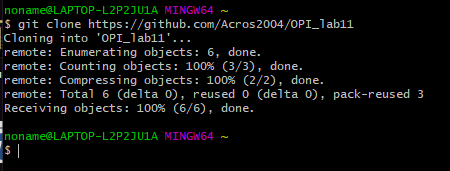 noname@LAPTOP-L2P2JU1A MINGW64 ~
$ git clone https://github.com/Acros2004/OPI_lab11
Cloning into 'OPI_lab11'...
remote: Enumerating objects: 6, done.
remote: Counting objects: 100% (3/3), done.
remote: Compressing objects: 100% (2/2), done.
remote: Total 6 (delta 0), reused 0 (delta 0), pack-reused 3
Receiving objects: 100% (6/6), done.
noname@LAPTOP-L2P2JU1A MINGW64 ~
$